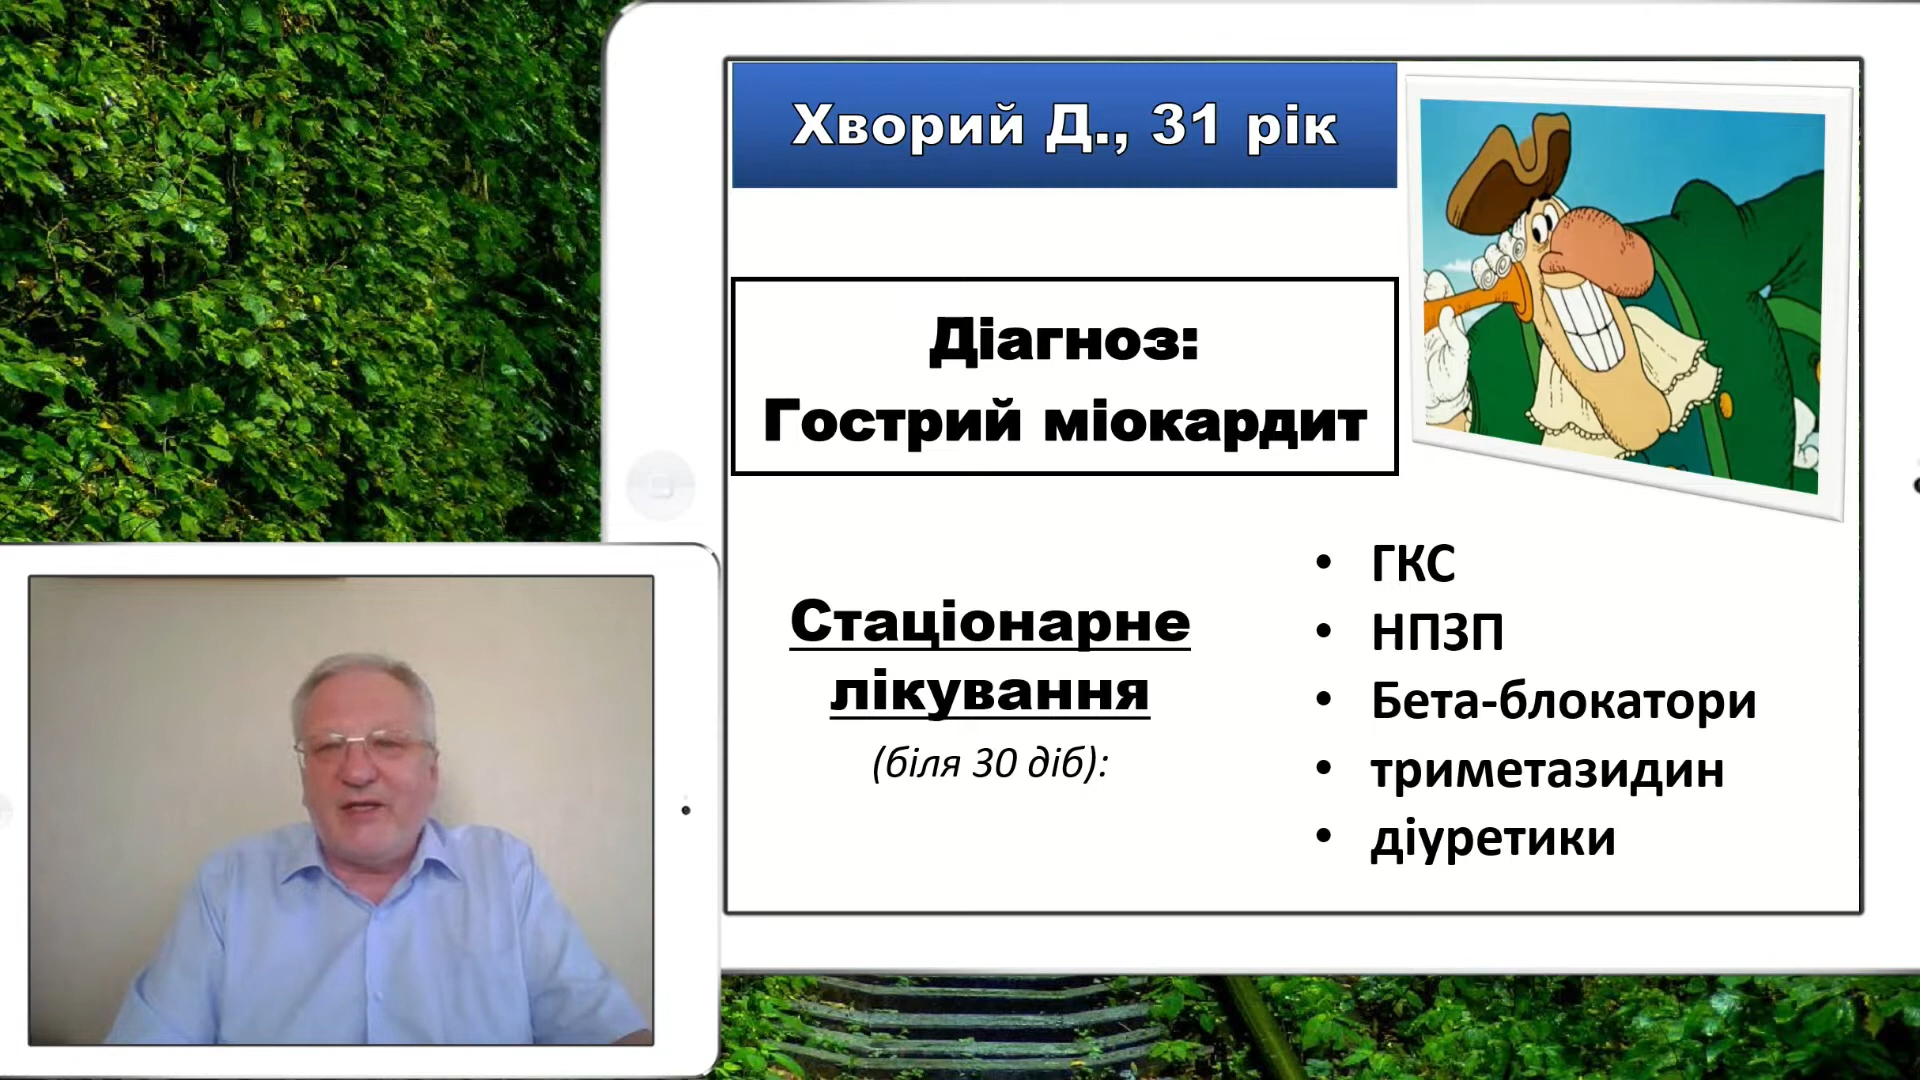 Хворий Д., 31 рік
Діагноз:
Гострий міокардит
Стаціонарне
лікування
(біля 30 діб):
• ГКС
• НПЗП
• Бета-блокатори
• триметазидин
• діуретики